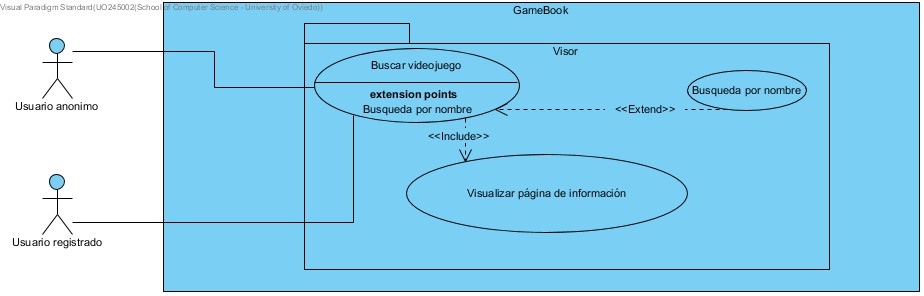 Visual Paradigm Standard(UO245002(School of Computer Science - University of Oviedo))
GameBook
Visor
Buscar videojuego
extension points
Busqueda por nombre
Busqueda por nombre
<<Extend>>
<<Include>>
Usuario anonimo
Visualizar página de información
Usuario registrado